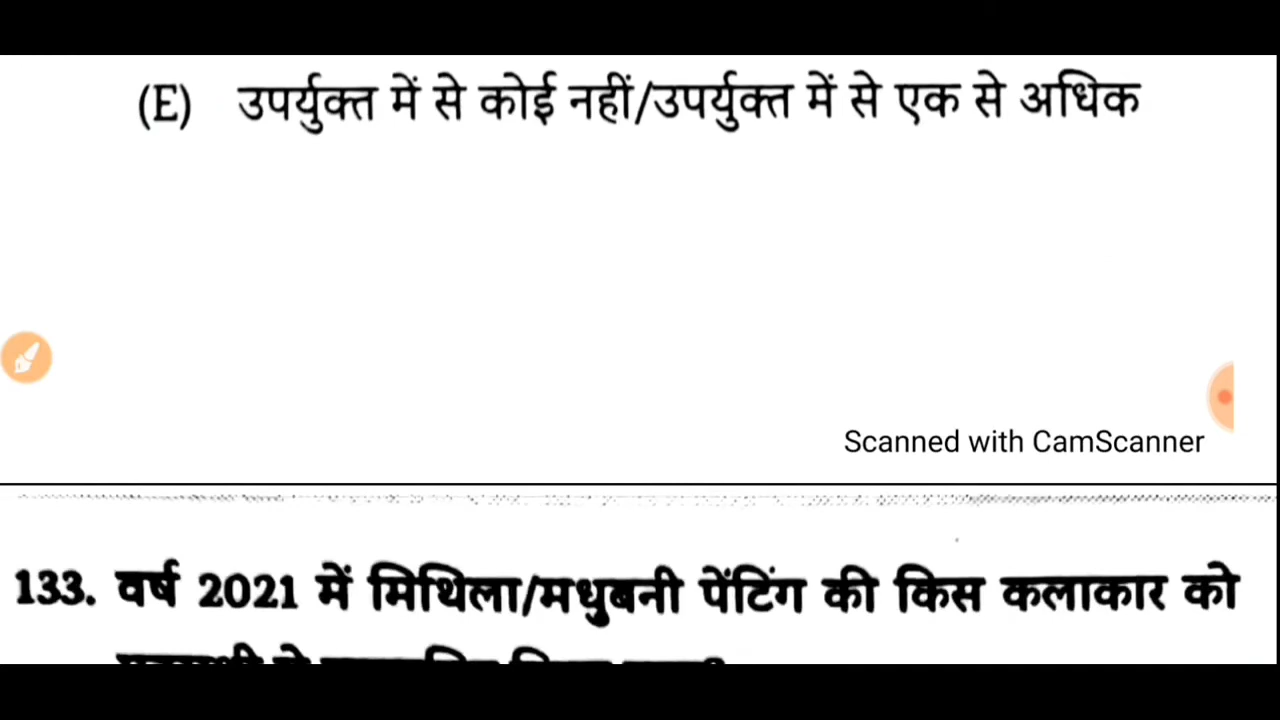 (E) उपर्युक्त में से कोई नहीं/उपर्युक्त में से एक से अधिक
Scanned with CamScanner
133. वर्ष 2021 में मिथिला/मधुबनी पेंटिंग की किस कलाकार को